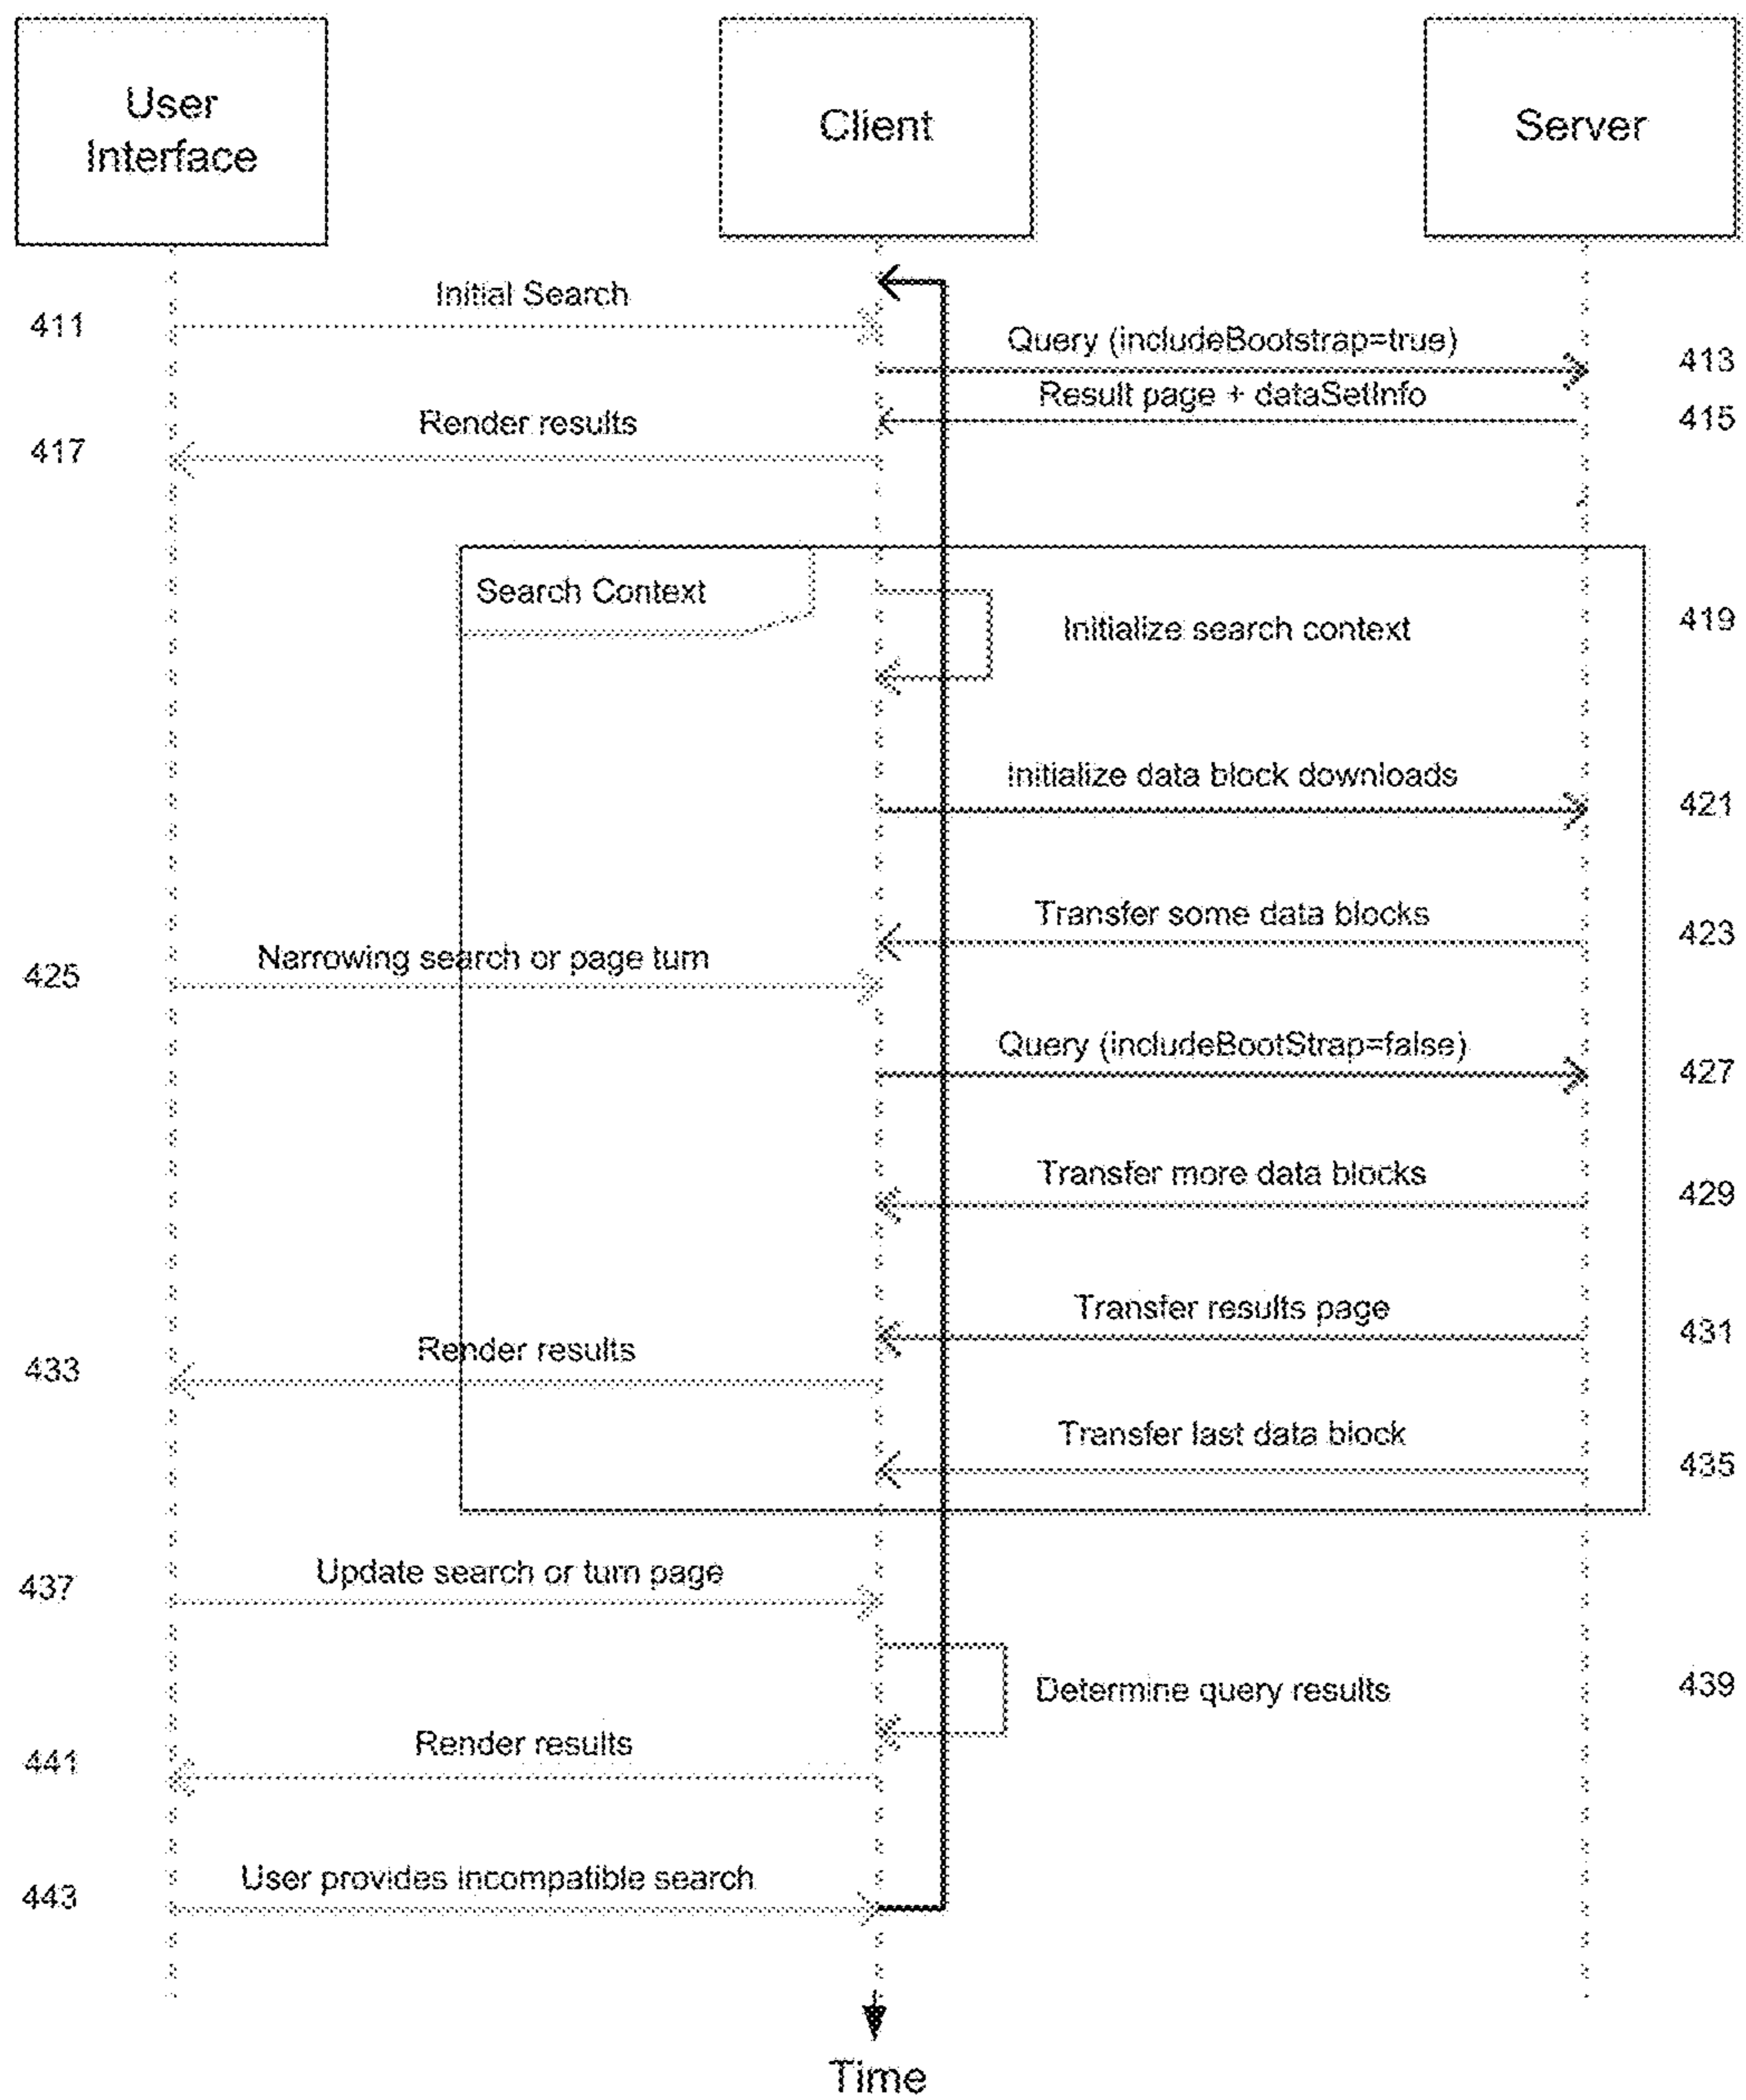 User
Interface
Client
Server
Initial Search
411
Query (includeBootstrap=true)
413
Result page + dataSetInfo
415
Render results
417
Search Context
Initialize search context
419
Initialize data block downloads
421
Transfer some data blocks
423
Narrowing search or page turn
425
Query (includeBootStrap=false)
427
Transfer more data blocks
429
Transfer results page
431
Render results
433
Transfer last data block
435
Update search or turn page
437
Determine query results
439
Render results
441
User provides incompatible search
443
Time